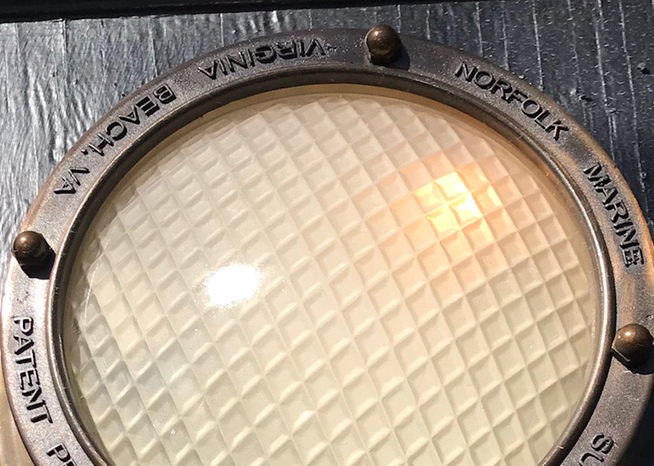 NORFOLK
MARINE
VIRGINIA
BEACH, VA
PATENT